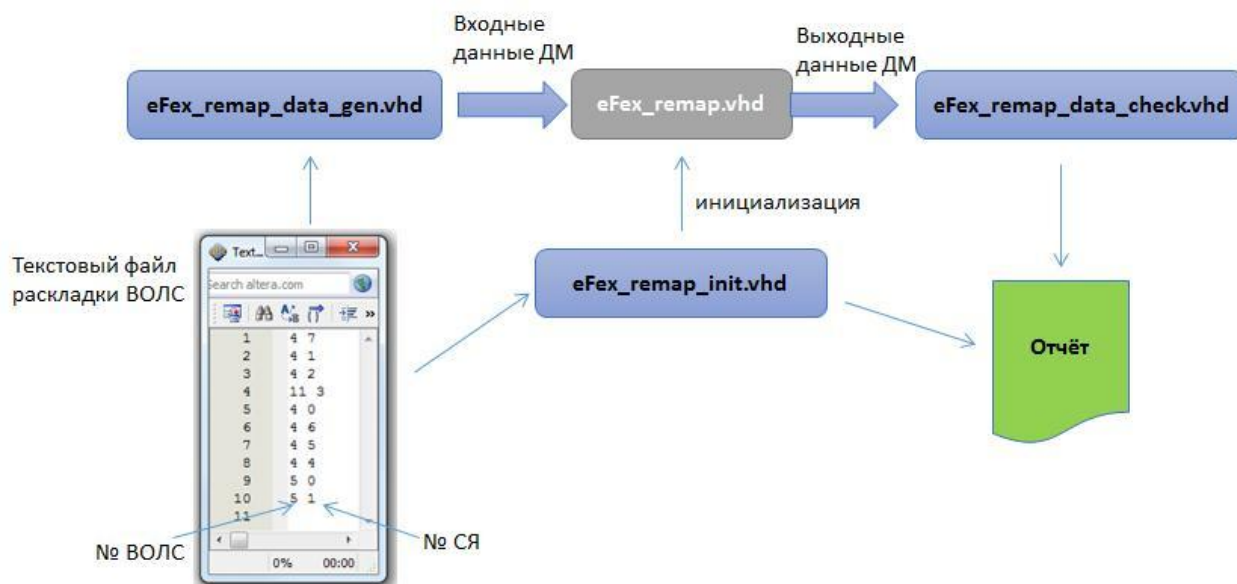 Входные
данные ДМ
Выходные
данные ДМ
eFex_remap_data_gen.vhd
eFex_remap.vhd
eFex_remap_data_check.vhd
инициализация
Текстовый файл
раскладки ВОЛС
Text...
Search altera.com
eFex_remap_init.vhd
Отчёт
1 4 7
2 4 1
3 4 2
4 11 3
5 4 0
6 4 6
7 4 5
8 4 4
9 5 0
10 5 1
11
№ ВОЛС
№ СЯ
0% 00:00